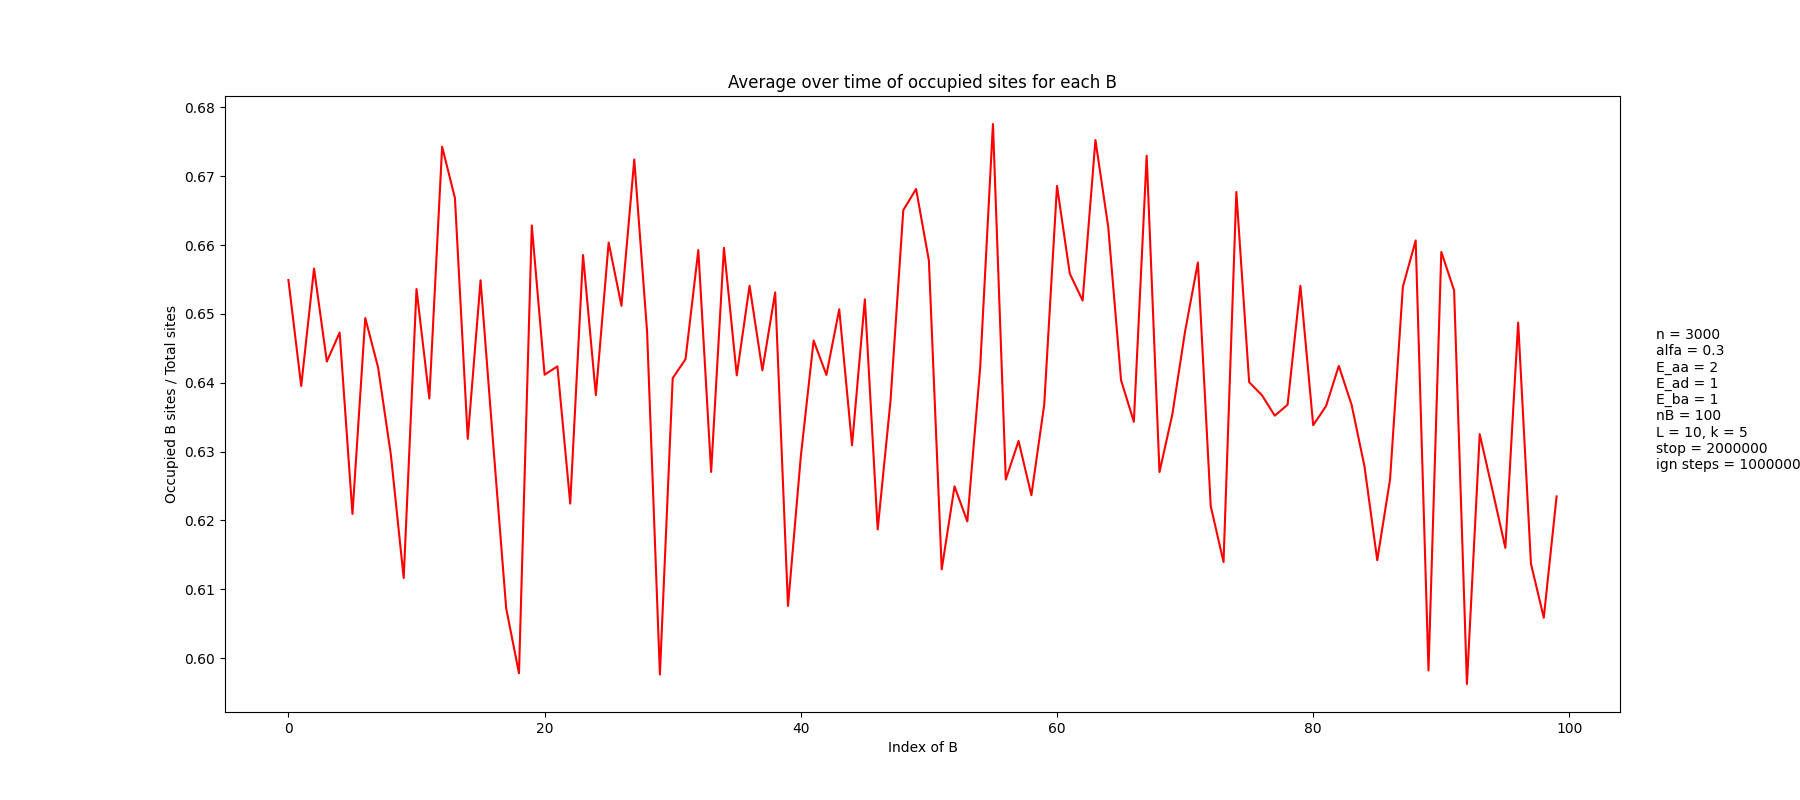 Average over time of occupied sites for each B
0.68
0.67
0.66
0.65
0.64
0.63
0.62
0.61
0.60
Occupied B sites / Total sites
0 20 40 60 80 100
Index of B
n = 3000
alfa = 0.3
E_aa = 2
E_ad = 1
E_ba = 1
nB = 100
L = 10, k = 5
stop = 2000000
ign steps = 1000000